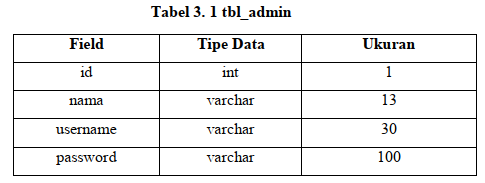 Tabel 3. 1 tbl_admin
Field Tipe Data Ukuran
id int 1
nama varchar 13
username varchar 30
password varchar 100